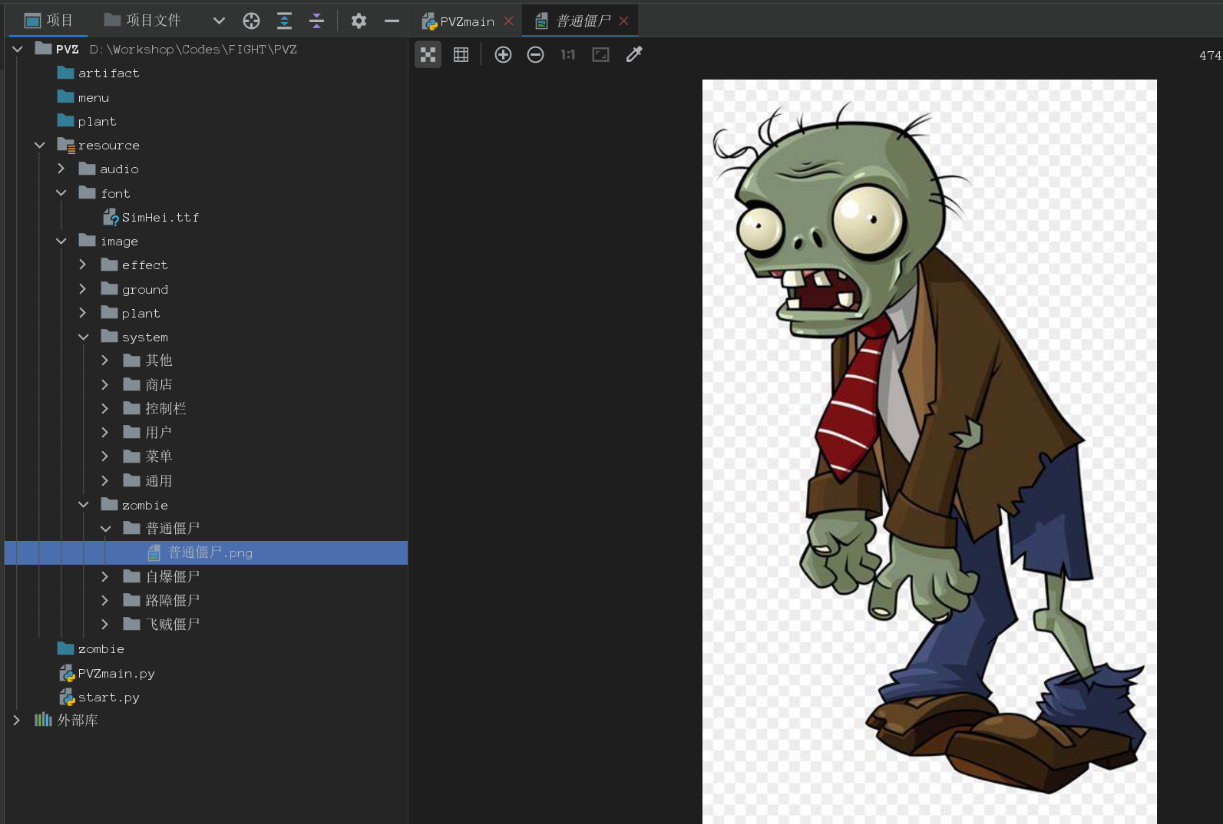 项目 项目文件
PVZmain 普通僵尸
PVZ D:\Workshop\Codes\FIGHT\PVZ
1:1 474
artifact
menu
plant
resource
audio
font
SimHei.ttf
image
effect
ground
plant
system
其他
商店
控制栏
用户
菜单
通用
zombie
普通僵尸
普通僵尸.png
自爆僵尸
路障僵尸
飞贼僵尸
zombie
PVZmain.py
start.py
外部库